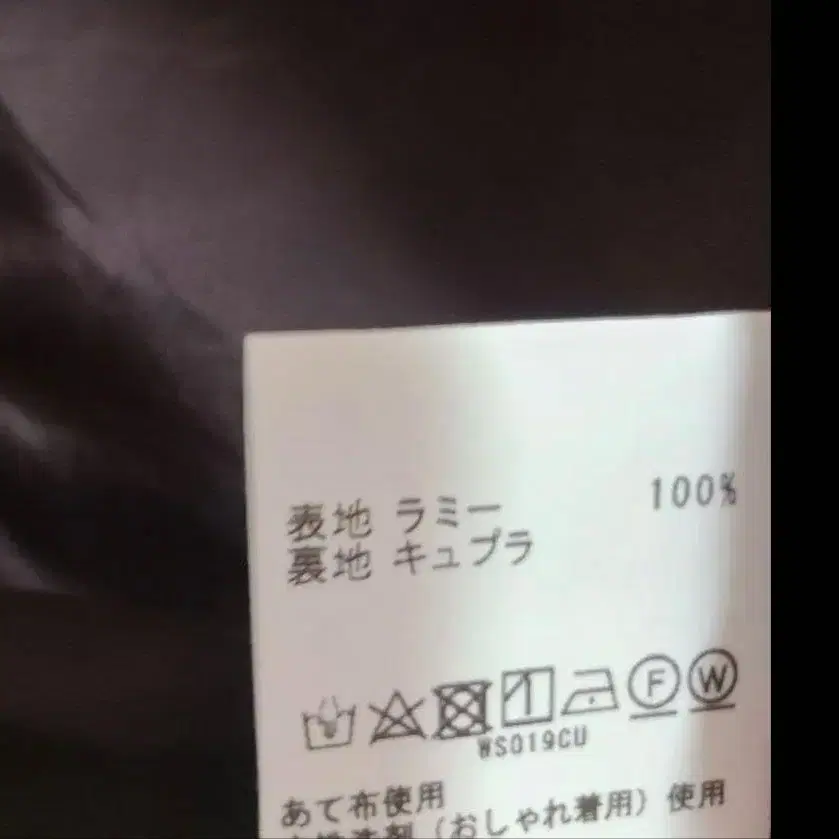 表地 ラミー 100%
裏地 キュプラ
F W
WS019CU
あて布使用
(おしゃれ着用) 使用